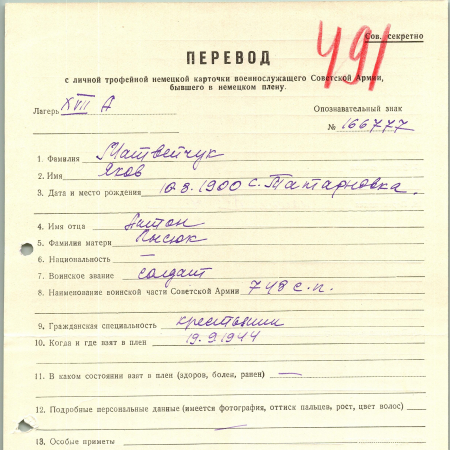 491
Сов. секретно
ПЕРЕВОД
с личной трофейной немецкой карточки военнослужащего Советской Армии,
бывшего в немецком плену.
Лагерь XVII А
Опознавательный знак
№ 166777
1. Фамилия Матвейчук
2. Имя Яков
3. Дата и место рождения 10.8.1900 с. Татарновка.
4. Имя отца Антон
5. Фамилия матери Лысюк
6. Национальность —
7. Воинское звание солдат
8. Наименование воинской части Советской Армии 748 с.п.
9. Гражданская специальность крестьянин
10. Когда и где взят в плен 19.9.1944
11. В каком состоянии взят в плен (здоров, болен, ранен) —
12. Подробные персональные данные (имеется фотография, оттиск пальцев, рост, цвет волос)
—
13. Особые приметы